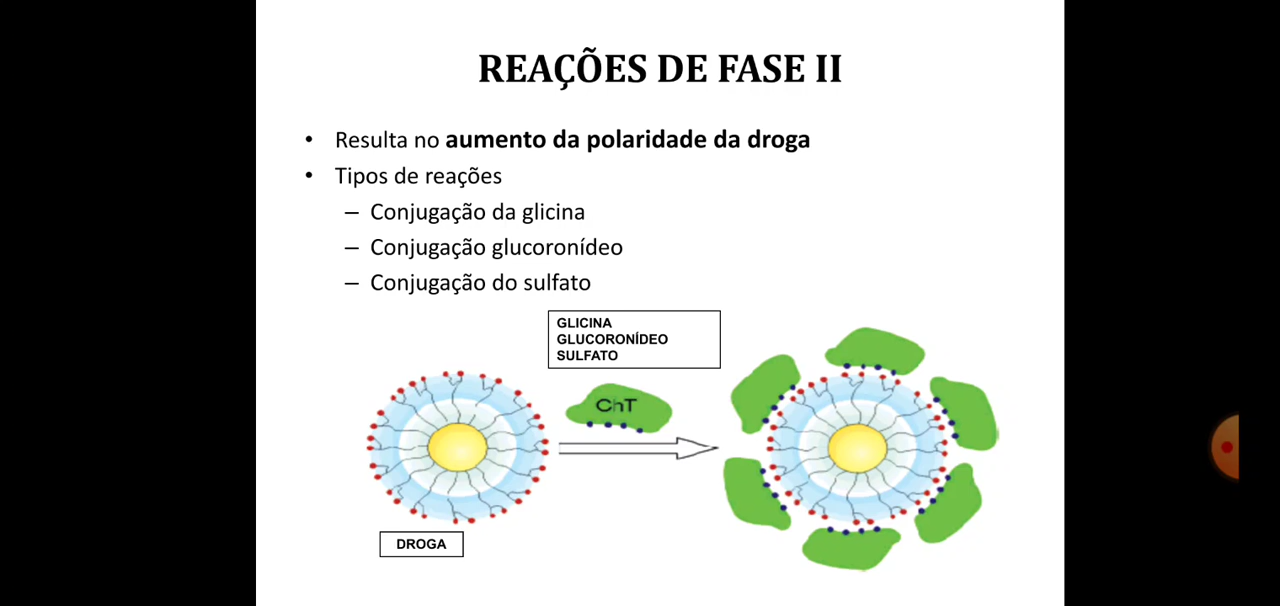 REAÇÕES DE FASE II
• Resulta no aumento da polaridade da droga
• Tipos de reações
– Conjugação da glicina
– Conjugação glucoronídeo
– Conjugação do sulfato
GLICINA
GLUCORONÍDEO
SULFATO
ChT
DROGA